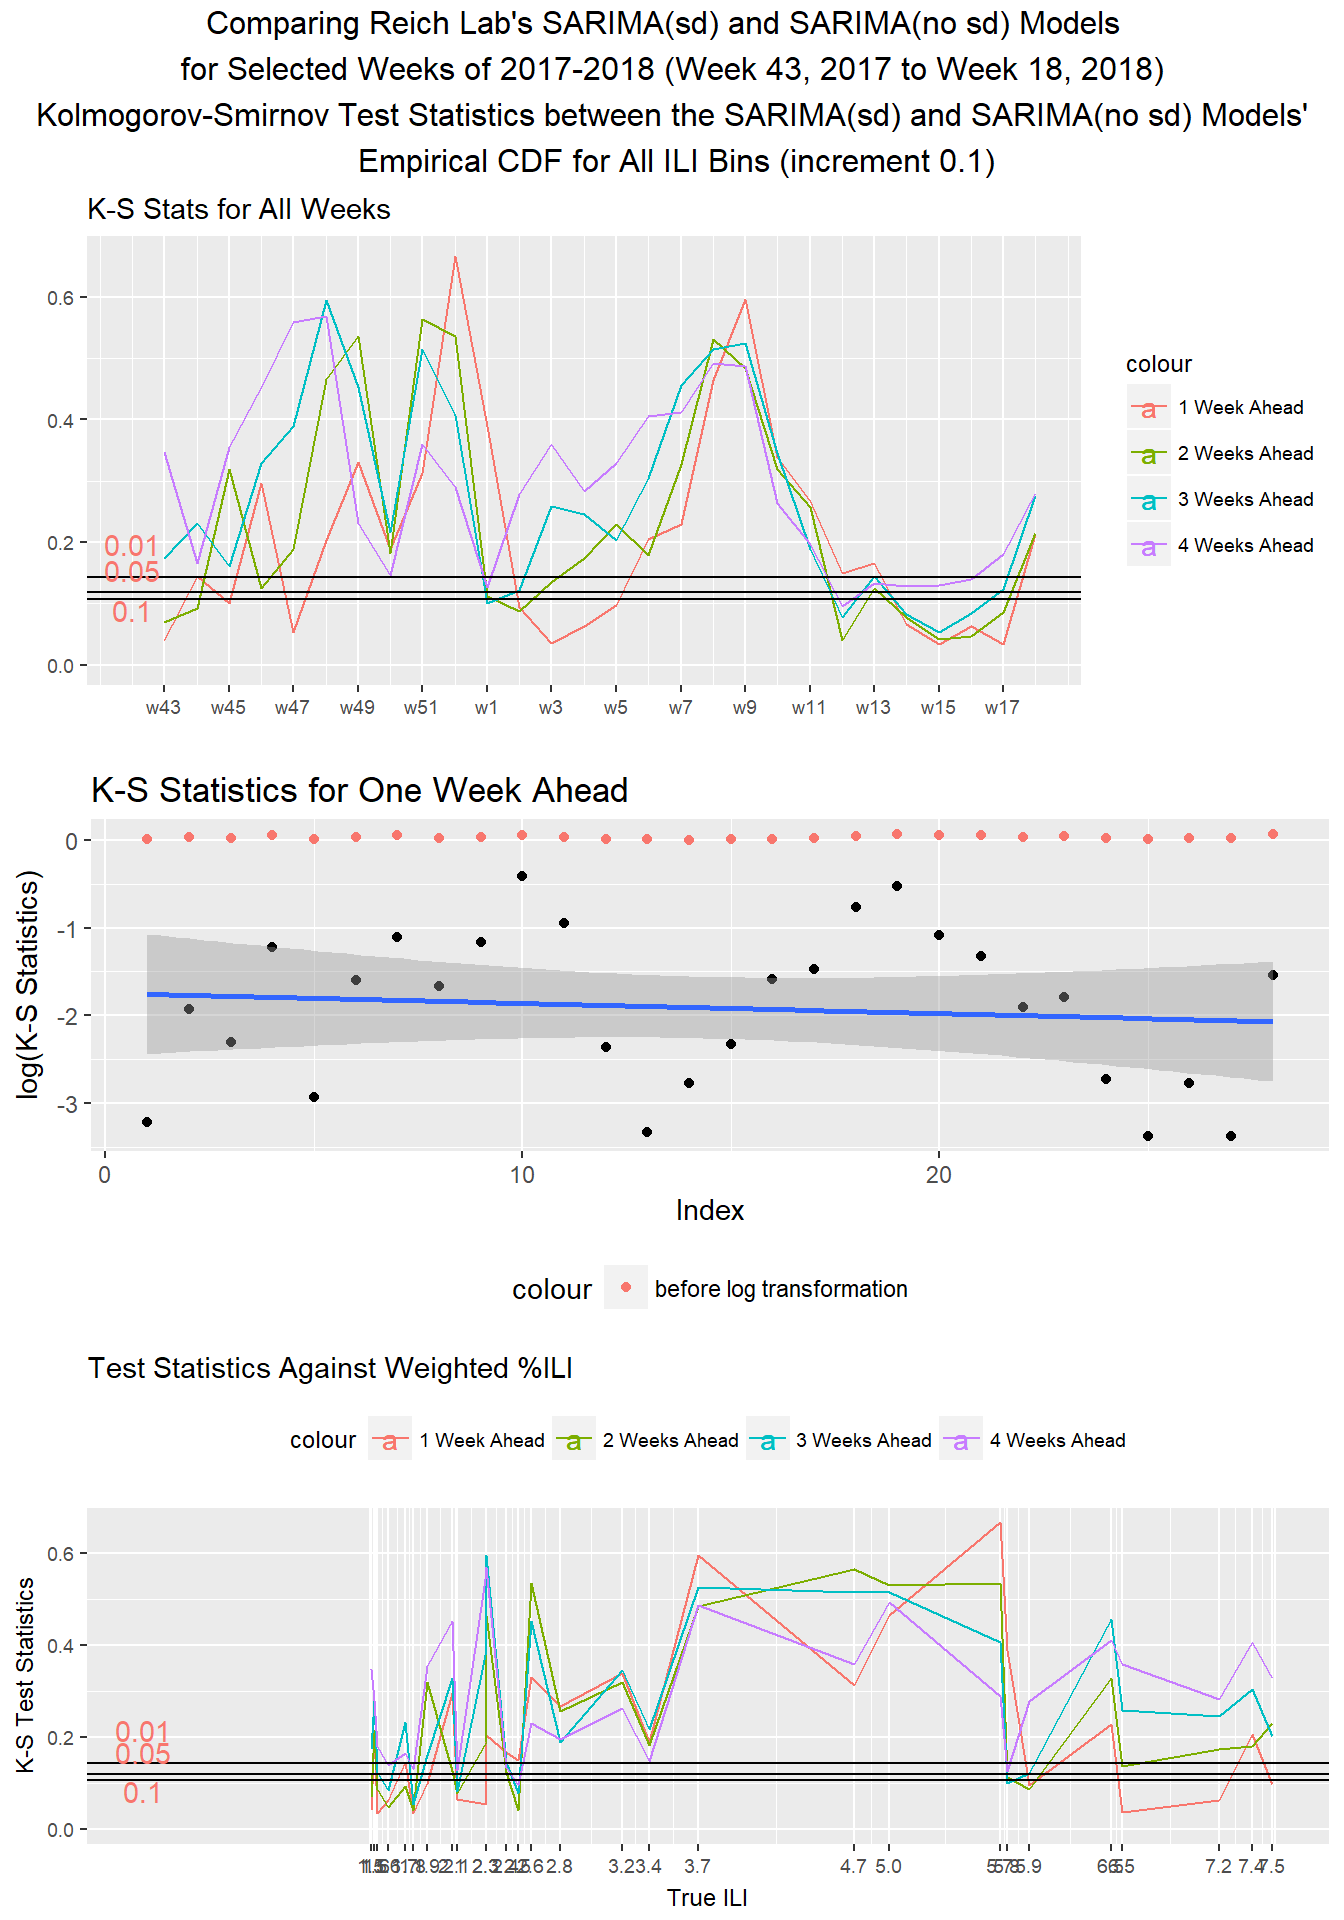 Comparing Reich Lab's SARIMA(sd) and SARIMA(no sd) Models
for Selected Weeks of 2017-2018 (Week 43, 2017 to Week 18, 2018)
Kolmogorov-Smirnov Test Statistics between the SARIMA(sd) and SARIMA(no sd) Models'
Empirical CDF for All ILI Bins (increment 0.1)
K-S Stats for All Weeks
0.6
0.4
0.2
0.0
0.01
0.05
0.1
w43 w45 w47 w49 w51 w1 w3 w5 w7 w9 w11 w13 w15 w17
colour
a 1 Week Ahead
a 2 Weeks Ahead
a 3 Weeks Ahead
a 4 Weeks Ahead
K-S Statistics for One Week Ahead
log(K-S Statistics)
0
-1
-2
-3
0 10 20
Index
colour before log transformation
Test Statistics Against Weighted %ILI
colour a 1 Week Ahead a 2 Weeks Ahead a 3 Weeks Ahead a 4 Weeks Ahead
K-S Test Statistics
0.6
0.4
0.2
0.0
0.01
0.05
0.1
2.3 2.6 2.8 3.2 3.4 3.7 4.7 5.0 5.9 6.5 7.2 7.4 7.5
True ILI